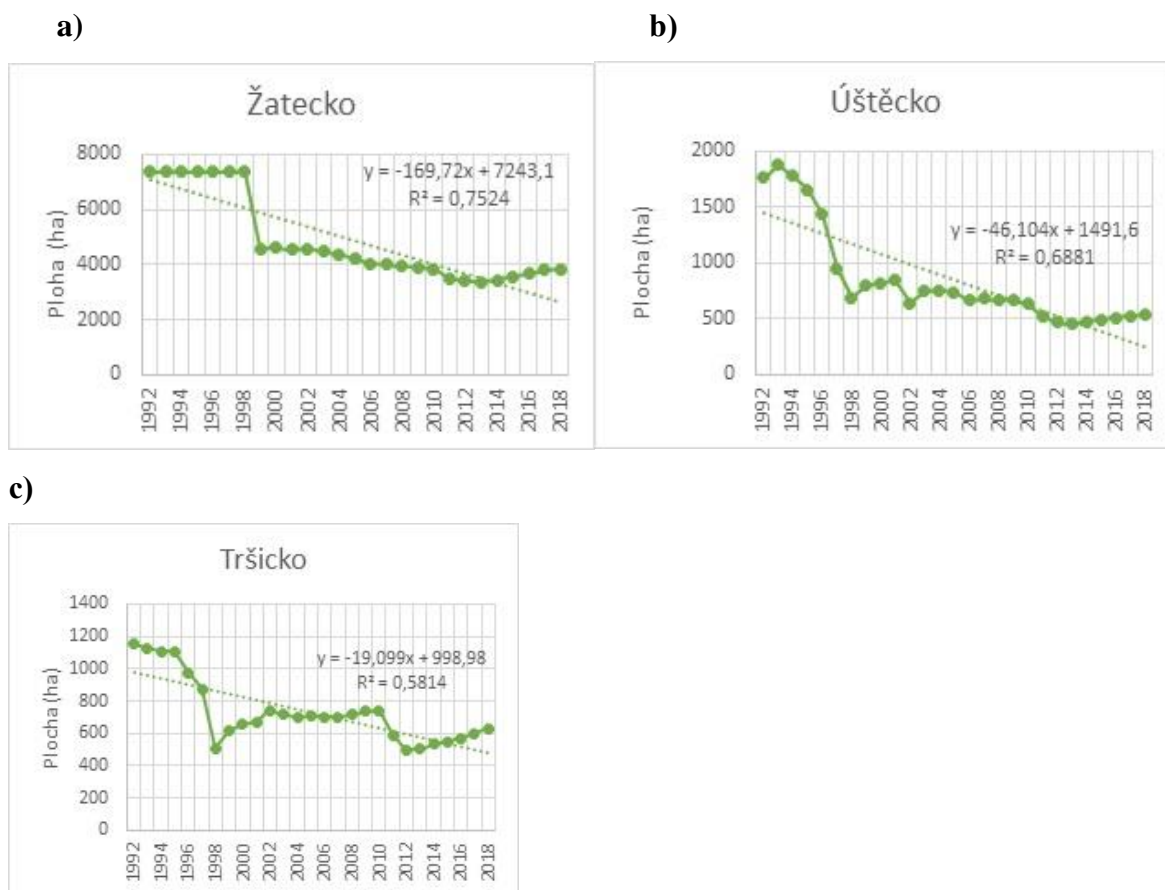 a)
b)
Žatecko
8000
6000
4000
2000
0
Ploha (ha)
y = -169,72x + 7243,1
R² = 0,7524
1992 1994 1996 1998 2000 2002 2004 2006 2008 2010 2012 2014 2016 2018
Úštěcko
2000
1500
1000
500
0
Plocha (ha)
y = -46,104x + 1491,6
R² = 0,6881
1992 1994 1996 1998 2000 2002 2004 2006 2008 2010 2012 2014 2016 2018
c)
Tršicko
1400
1200
1000
800
600
400
200
0
Plocha (ha)
y = -19,099x + 998,98
R² = 0,5814
1992 1994 1996 1998 2000 2002 2004 2006 2008 2010 2012 2014 2016 2018